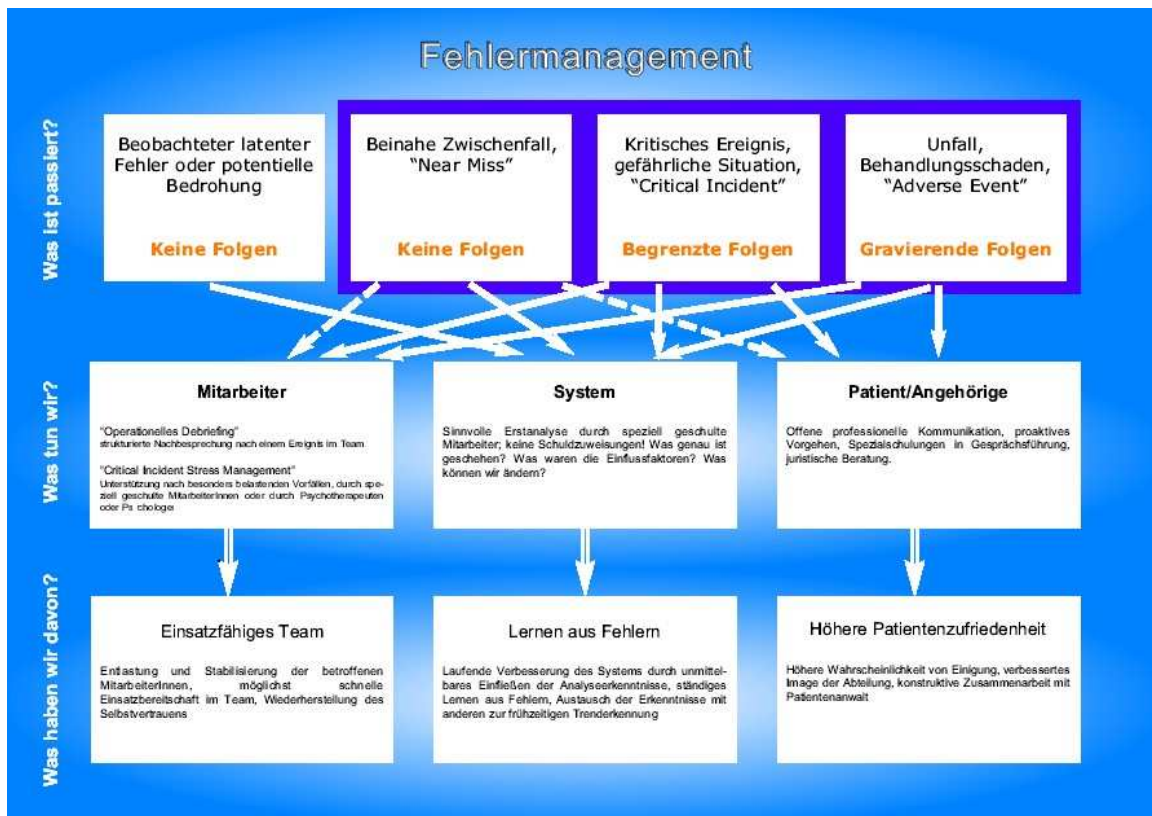 Fehlermanagement
Was ist passiert?
Beobachteter latenter
Fehler oder potentielle
Bedrohung
Keine Folgen
Beinahe Zwischenfall,
“Near Miss”
Keine Folgen
Kritisches Ereignis,
gefährliche Situation,
“Critical Incident”
Begrenzte Folgen
Unfall,
Behandlungsschaden,
“Adverse Event”
Gravierende Folgen
Was tun wir?
Mitarbeiter
"Operationelles Debriefing"
strukturierte Nachbesprechung nach einem Ereignis im Team
"Critical Incident Stress Management"
Unterstützung nach besonders belastenden Vorfällen, durch spe-
ziell geschulte MitarbeiterInnen oder durch Psychotherapeuten
oder
System
Sinnvolle Erstanalyse durch speziell geschulte
Mitarbeiter; keine Schuldzuweisungen! Was genau ist
geschehen? Was waren die Einflussfaktoren? Was
können wir ändern?
Patient/Angehörige
Offene professionelle Kommunikation, proaktives
Vorgehen, Spezialschulungen in Gesprächsführung,
juristische Beratung.
Was haben wir davon?
Einsatzfähiges Team
Entlastung und Stabilisierung der betroffenen
MitarbeiterInnen, möglichst schnelle
Einsatzbereitschaft im Team, Wiederherstellung des
Selbstvertrauens
Lernen aus Fehlern
Laufende Verbesserung des Systems durch unmittel-
bares Einfließen der Analyseerkenntnisse, ständiges
Lernen aus Fehlern, Austausch der Erkenntnisse mit
anderen zur frühzeitigen Trenderkennung
Höhere Patientenzufriedenheit
Höhere Wahrscheinlichkeit von Einigung, verbessertes
Image der Abteilung, konstruktive Zusammenarbeit mit
Patientenanwalt